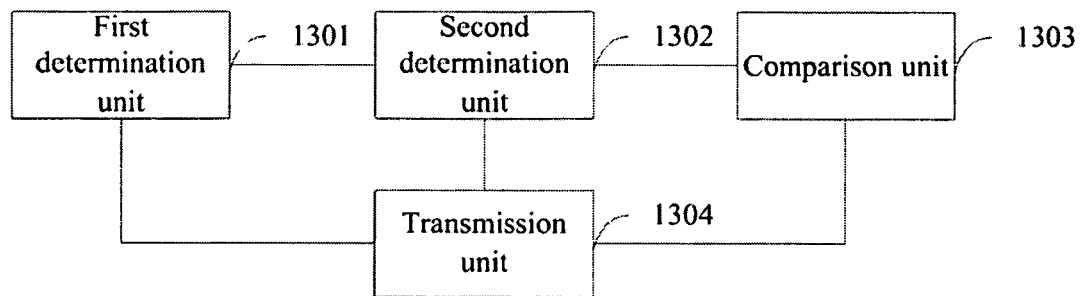 First
determination
unit
1301
Second
determination
unit
1302
Comparison unit
1303
Transmission
unit
1304